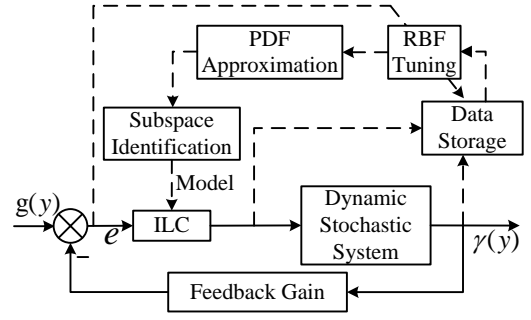 PDF
Approximation
RBF
Tuning
Subspace
Identification
Data
Storage
Model
g(y)
e
ILC
Dynamic
Stochastic
System
γ(y)
−
Feedback Gain